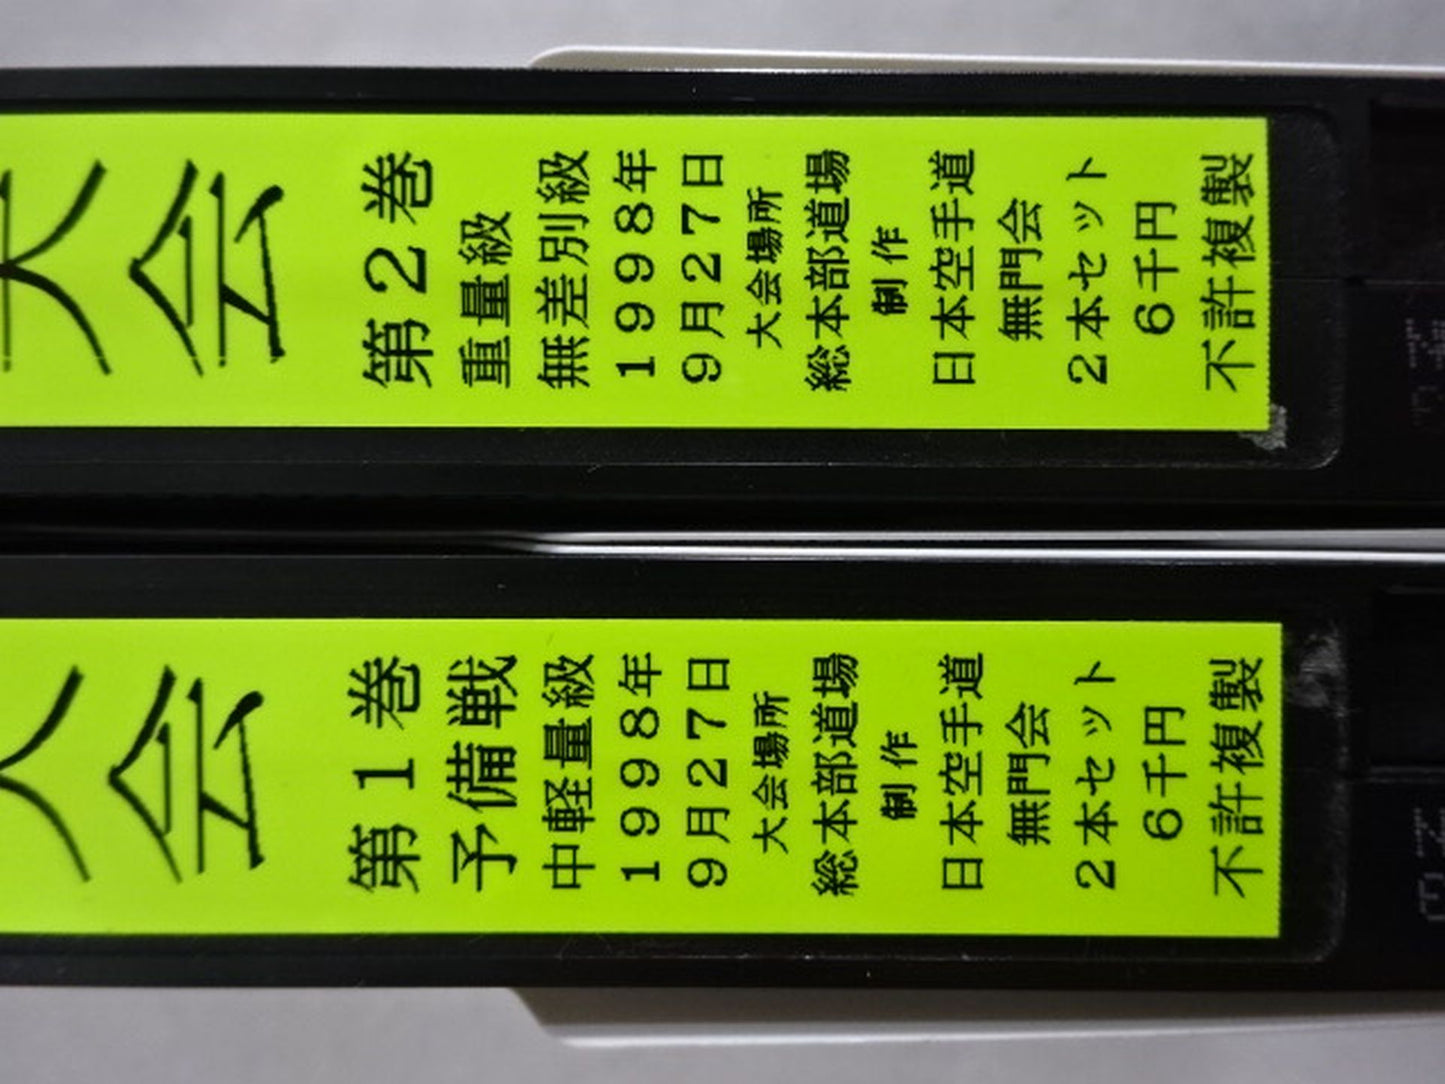 大会
第2巻
重量級
無差別級
1998年
9月27日
大会場所
総本部道場
制作
日本空手道
無門会
2本セット
6千円
不許複製
大会
第1巻
予備戦
中軽量級
1998年
9月27日
大会場所
総本部道場
制作
日本空手道
無門会
2本セット
6千円
不許複製